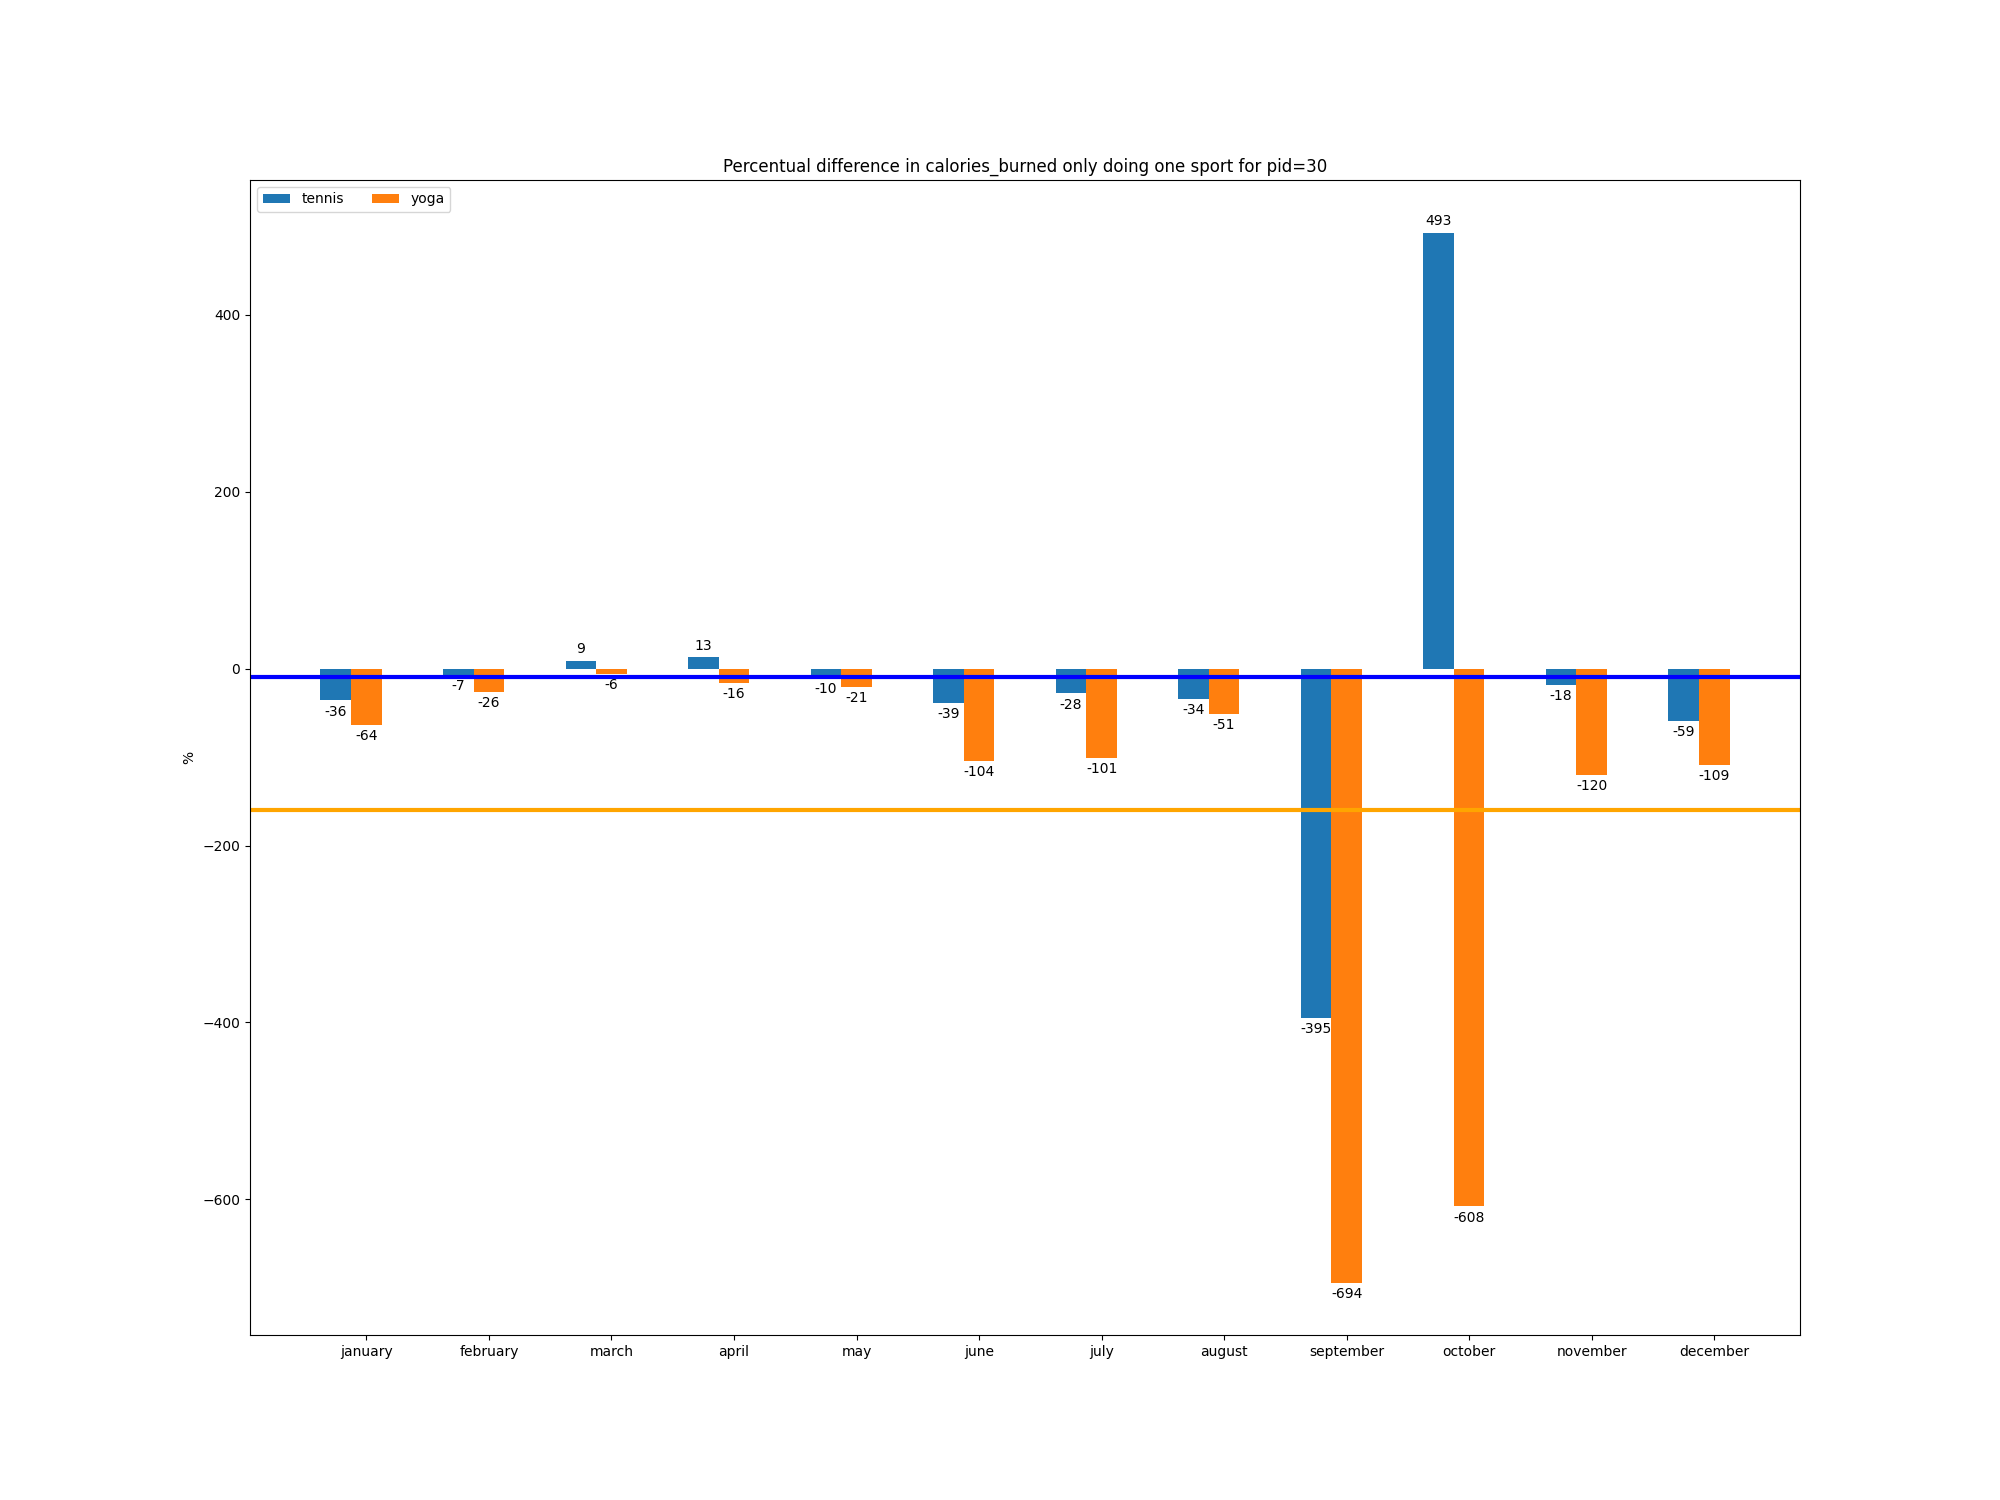 Percentual difference in calories_burned only doing one sport for pid=30
tennis yoga
493
400
200
9 13
0
-7 -6 -16 -10 -21 -18
-36 -26 -39 -28 -34 -51
-64 -59
%
-104 -101 -120 -109
−200
−400
-395
−600
-608
-694
january february march april may june july august september october november december